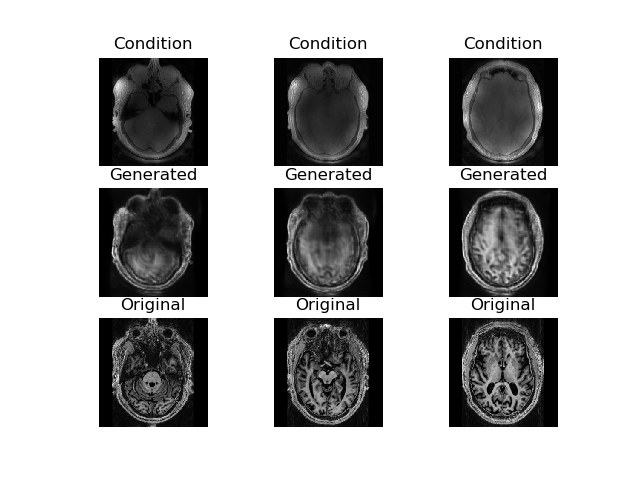 Condition Condition Condition
Generated Generated Generated
Original Original Original